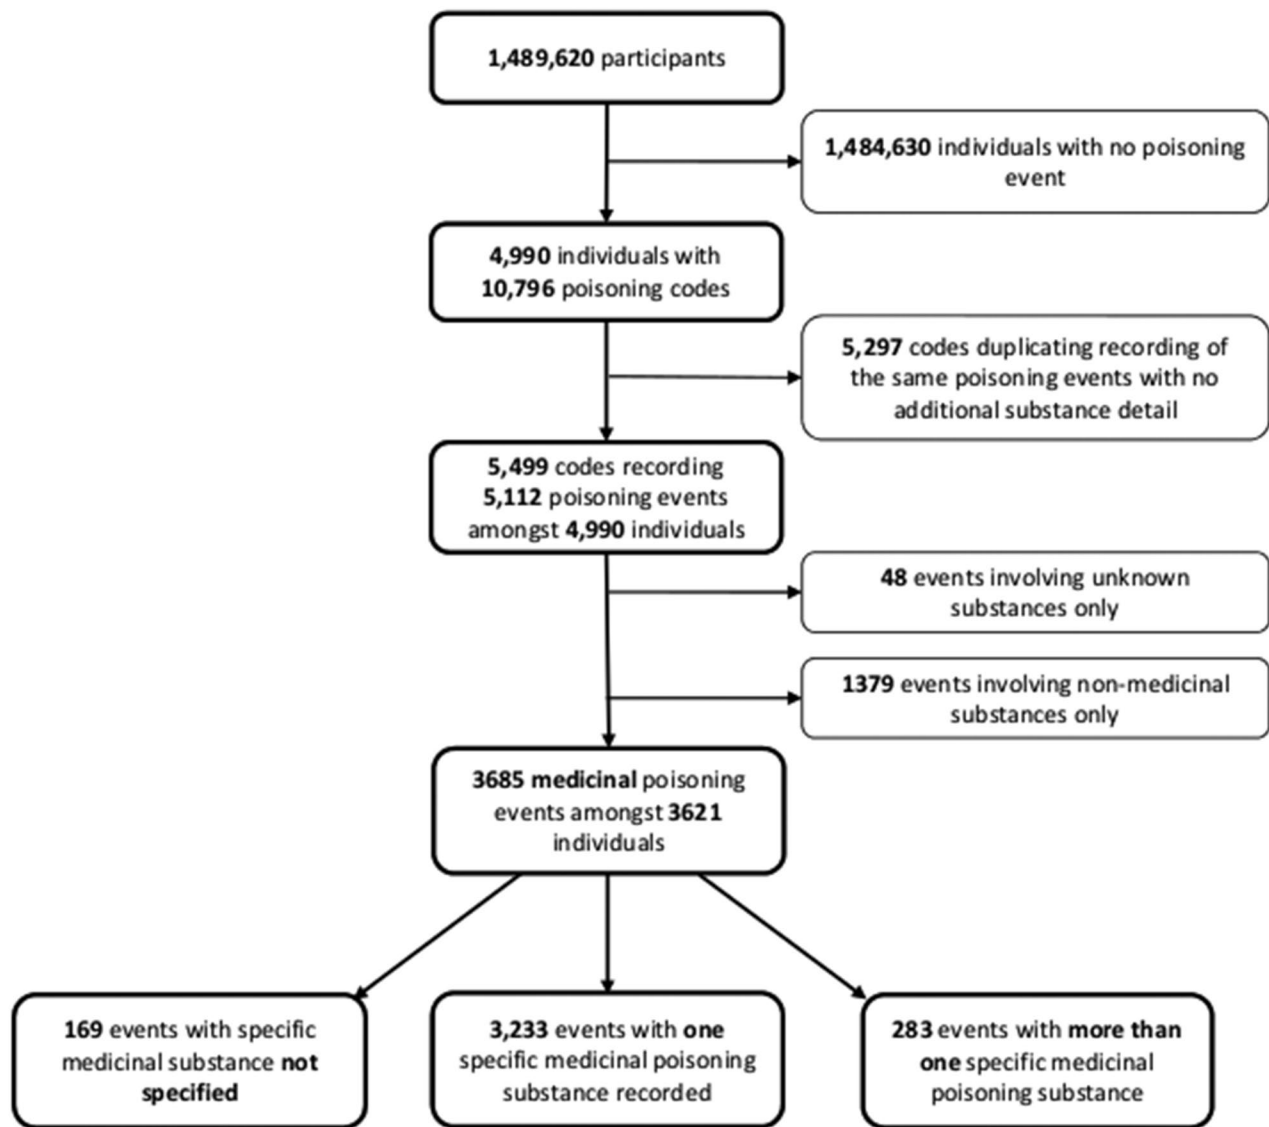 1,489,620 participants
1,484,630 individuals with no poisoning
event
4,990 individuals with
10,796 poisoning codes
5,297 codes duplicating recording of
the same poisoning events with no
additional substance detail
5,499 codes recording
5,112 poisoning events
amongst 4,990 individuals
48 events involving unknown
substances only
1379 events involving non-medicinal
substances only
3685 medicinal poisoning
events amongst 3621
individuals
169 events with specific
medicinal substance not
specified
3,233 events with one
specific medicinal poisoning
substance recorded
283 events with more than
one specific medicinal
poisoning substance